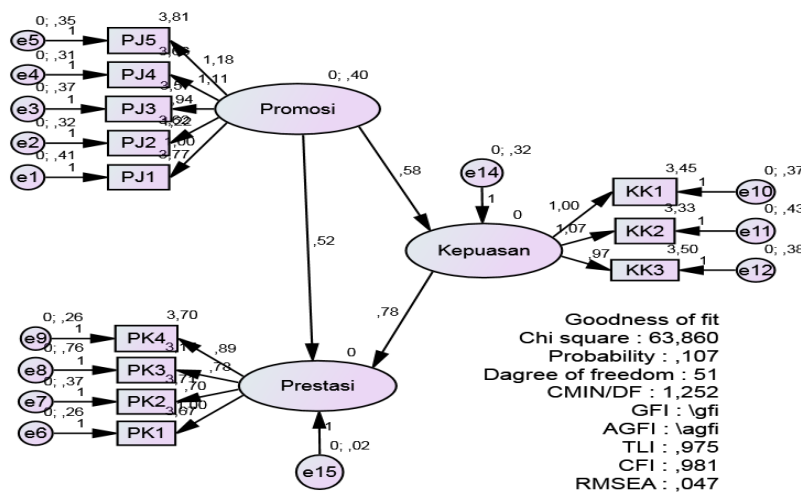 3,81
0; ,35
e5
1
PJ5
0; ,31
e4
1
PJ4
1,18
1,11
0; ,37
e3
1
PJ3
,94
0; ,32
e2
1
PJ2
1,00
0; ,41
e1
1
PJ1
3,77
0; ,40
Promosi
,58
,52
0; ,32
e14
1
0
Kepuasan
3,45
KK1
1
0; ,37
e10
1,00
3,33
KK2
1
0; ,43
e11
1,07
3,50
KK3
1
0; ,38
e12
,97
,78
3,70
0; ,26
e9
1
PK4
,89
0; ,76
e8
1
PK3
,78
0; ,37
e7
1
PK2
,70
1,00
0; ,26
e6
1
PK1
3,67
0
Prestasi
1
0; ,02
e15
Goodness of fit
Chi square : 63,860
Probability : ,107
Dagree of freedom : 51
CMIN/DF : 1,252
GFI : \gfi
AGFI : \agfi
TLI : ,975
CFI : ,981
RMSEA : ,047